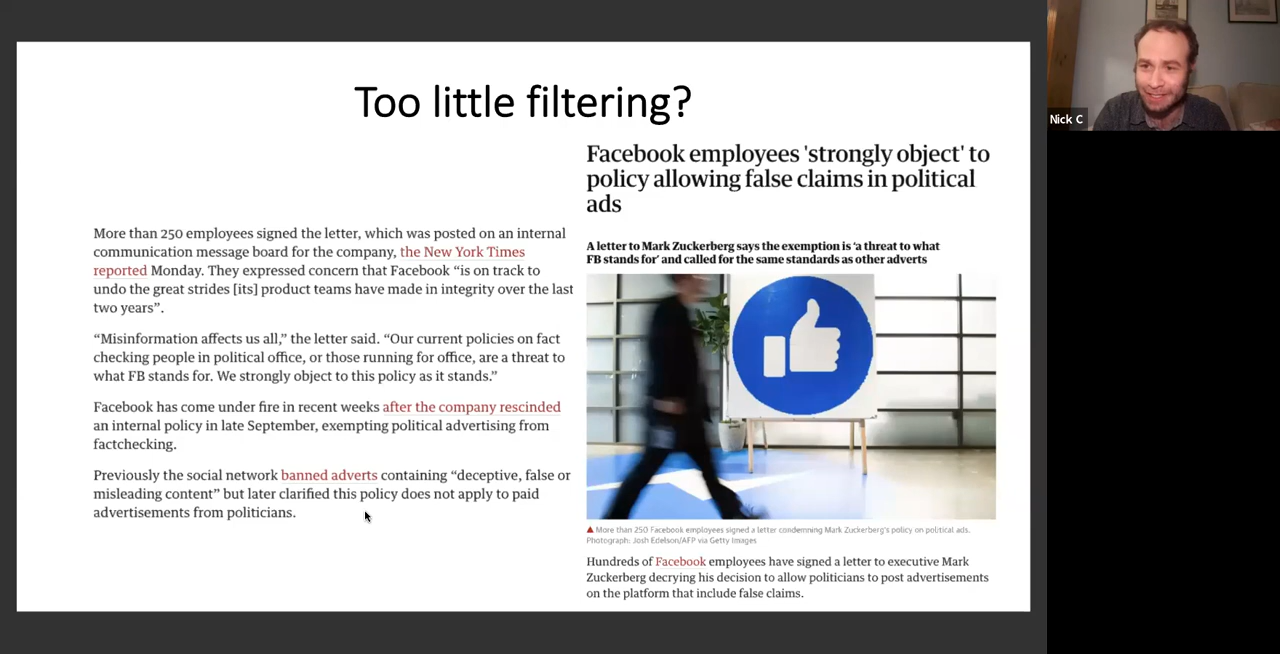 Too little filtering?
More than 250 employees signed the letter, which was posted on an internal
communication message board for the company, the New York Times
reported Monday. They expressed concern that Facebook “is on track to
undo the great strides [its] product teams have made in integrity over the last
two years”.
“Misinformation affects us all,” the letter said. “Our current policies on fact
checking people in political office, or those running for office, are a threat to
what FB stands for. We strongly object to this policy as it stands.”
Facebook has come under fire in recent weeks after the company rescinded
an internal policy in late September, exempting political advertising from
factchecking.
Previously the social network banned adverts containing “deceptive, false or
misleading content” but later clarified this policy does not apply to paid
advertisements from politicians.
Facebook employees 'strongly object' to
policy allowing false claims in political
ads
A letter to Mark Zuckerberg says the exemption is ‘a threat to what
FB stands for’ and called for the same standards as other adverts
More than 250 Facebook employees signed a letter condemning Mark Zuckerberg's policy on political ads.
Photograph: Josh Edelson/AFP via Getty Images
Hundreds of Facebook employees have signed a letter to executive Mark
Zuckerberg decrying his decision to allow politicians to post advertisements
on the platform that include false claims.
Nick C